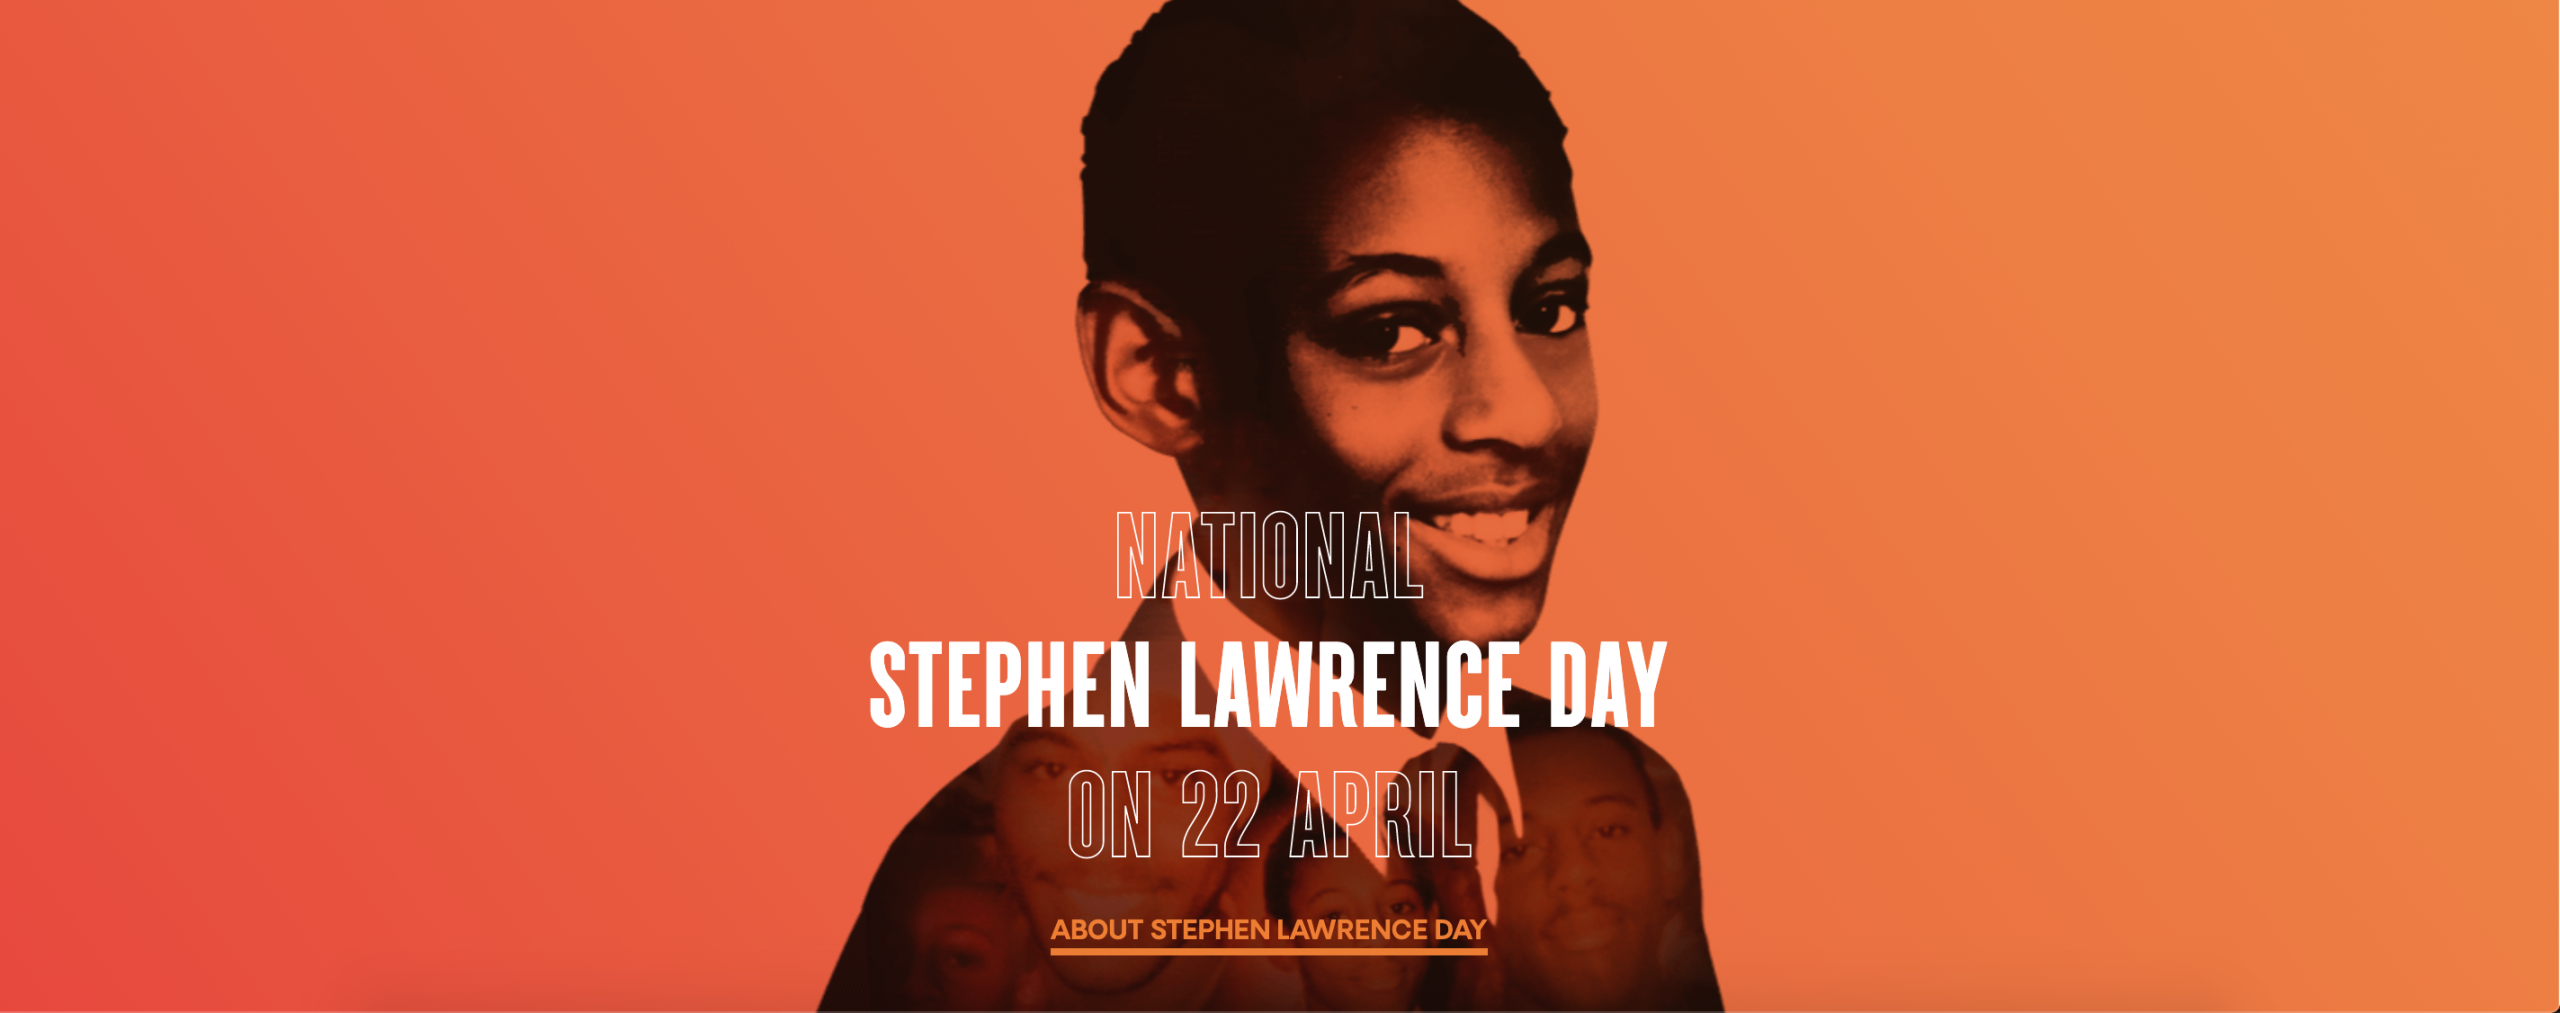 NATIONAL
STEPHEN LAWRENCE DAY
ON 22 APRIL
ABOUT STEPHEN LAWRENCE DAY